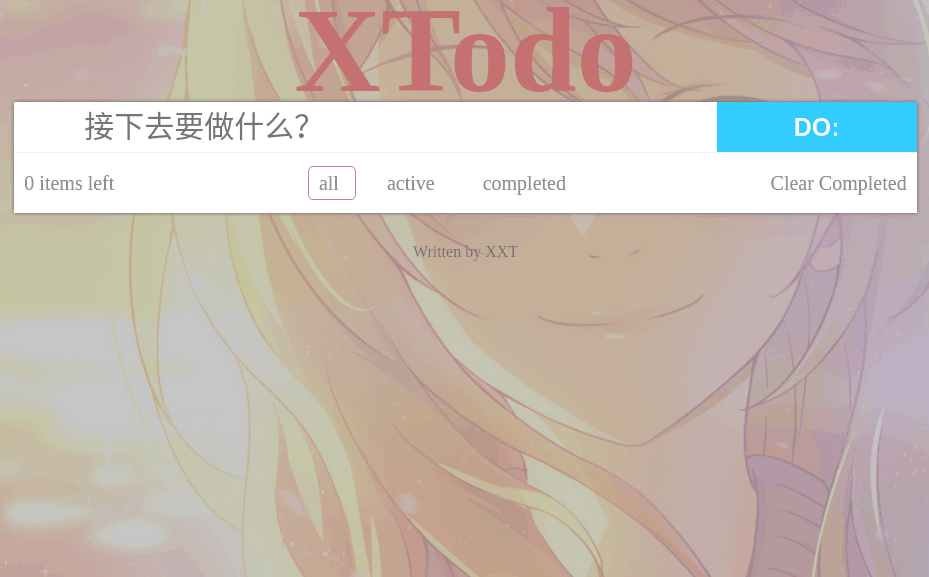 XTodo
接下去要做什么？
DO:
0 items left
all
active
completed
Clear Completed
Written by XXT